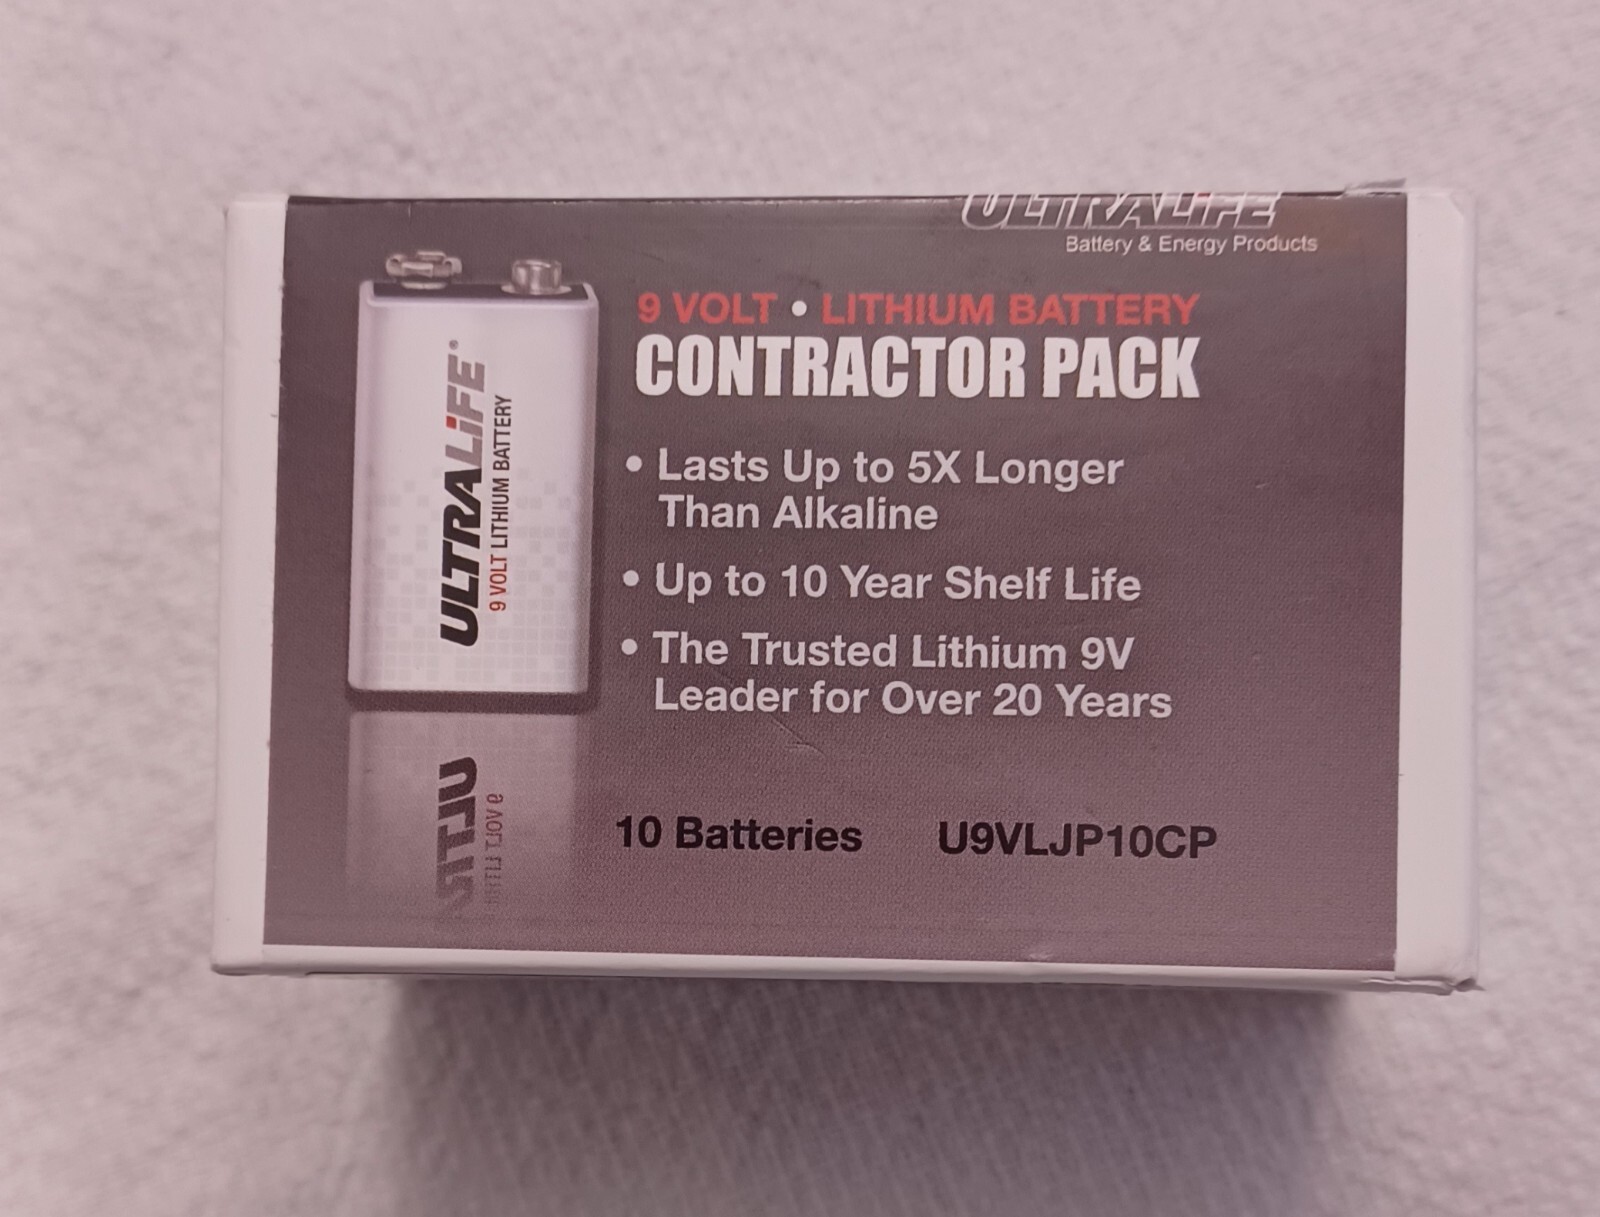 ULTRALiFE
Battery & Energy Products
9 VOLT • LITHIUM BATTERY
CONTRACTOR PACK
• Lasts Up to 5X Longer
Than Alkaline
• Up to 10 Year Shelf Life
• The Trusted Lithium 9V
Leader for Over 20 Years
10 Batteries U9VLJP10CP
ULTRALiFE®
9 VOLT LITHIUM BATTERY